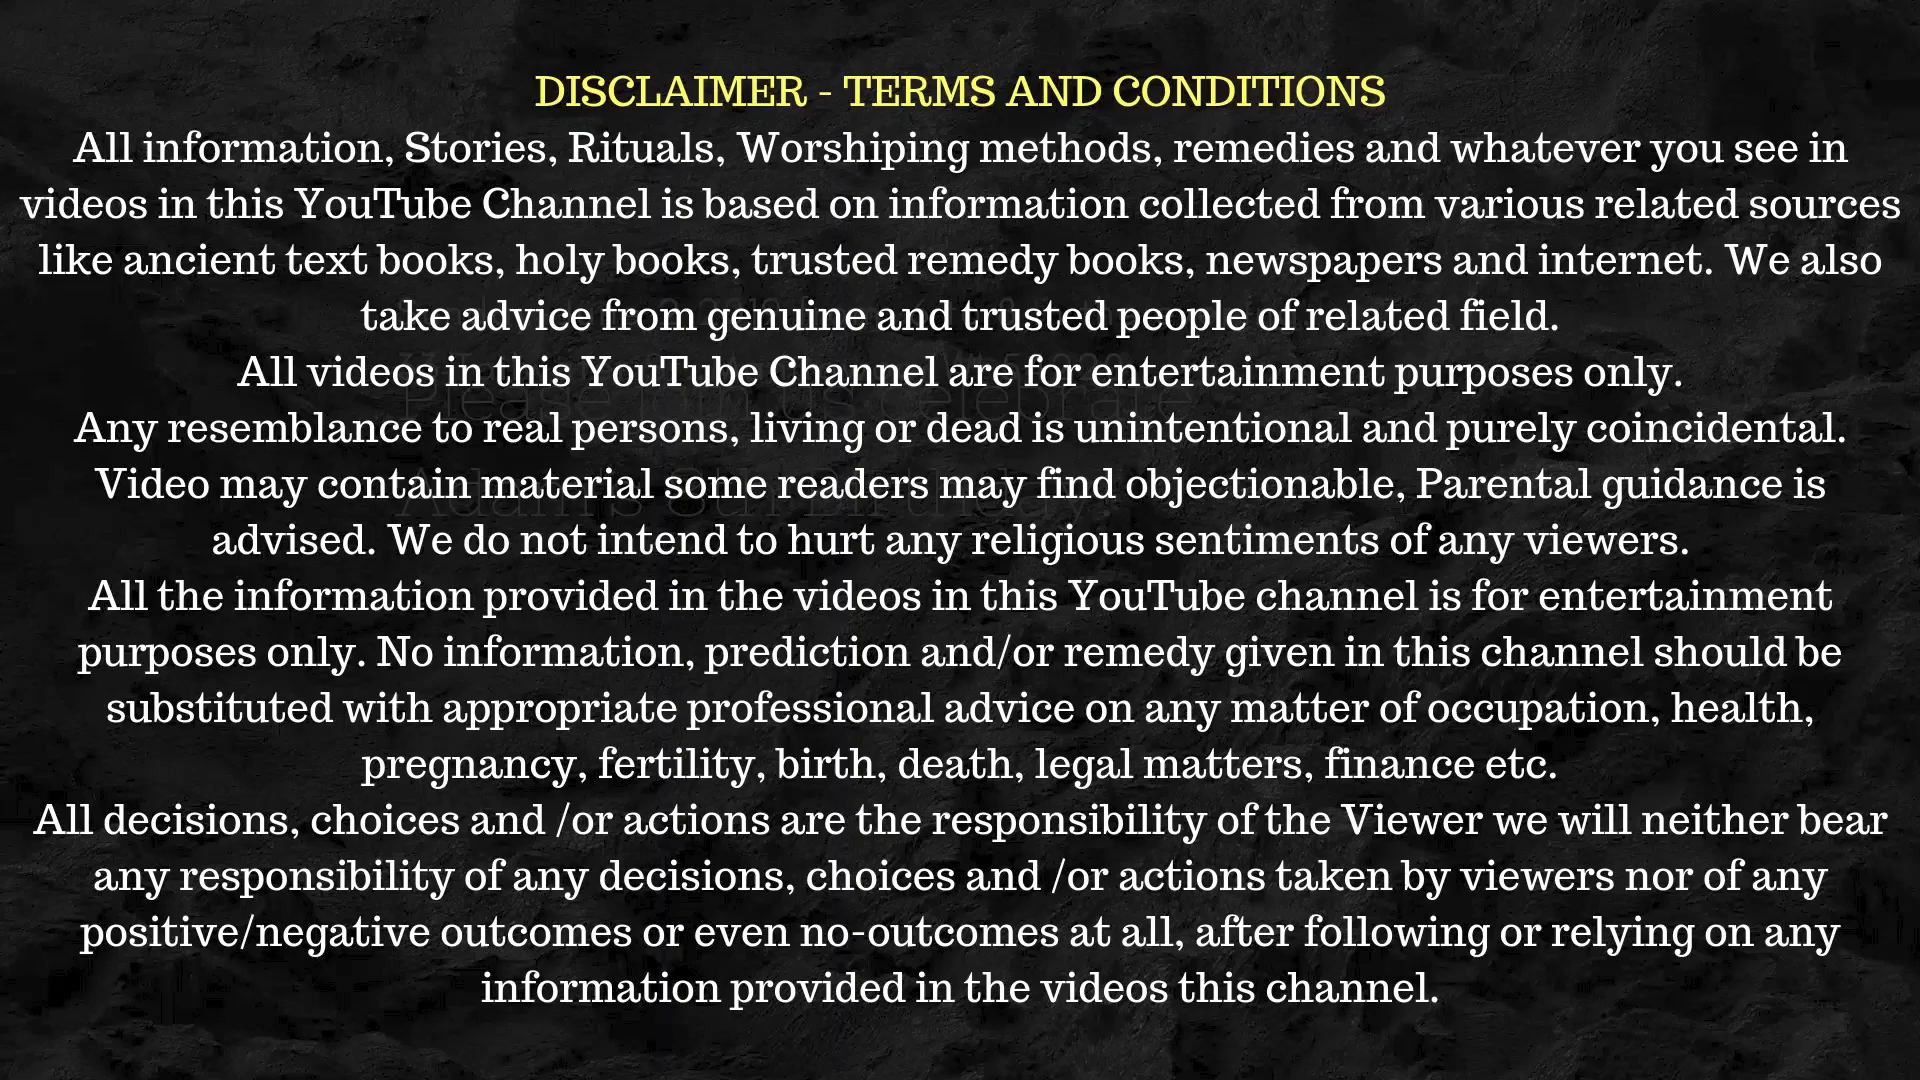 DISCLAIMER - TERMS AND CONDITIONS
All information, Stories, Rituals, Worshiping methods, remedies and whatever you see in
videos in this YouTube Channel is based on information collected from various related sources
like ancient text books, holy books, trusted remedy books, newspapers and internet. We also
take advice from genuine and trusted people of related field.
All videos in this YouTube Channel are for entertainment purposes only.
Please join us celebrate
Any resemblance to real persons, living or dead is unintentional and purely coincidental.
Video may contain material some readers may find objectionable, Parental guidance is
Adam's 8th Birthday!
advised. We do not intend to hurt any religious sentiments of any viewers.
All the information provided in the videos in this YouTube channel is for entertainment
purposes only. No information, prediction and/or remedy given in this channel should be
substituted with appropriate professional advice on any matter of occupation, health,
pregnancy, fertility, birth, death, legal matters, finance etc.
All decisions, choices and /or actions are the responsibility of the Viewer we will neither bear
any responsibility of any decisions, choices and /or actions taken by viewers nor of any
positive/negative outcomes or even no-outcomes at all, after following or relying on any
information provided in the videos this channel.